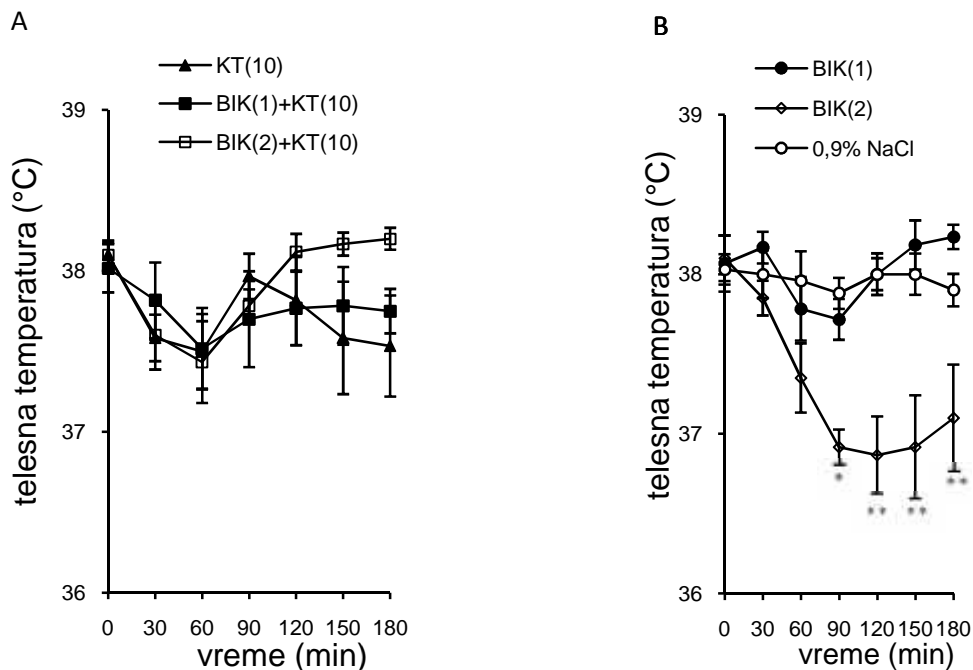 A
KT(10)
BIK(1)+KT(10)
BIK(2)+KT(10)
39
38
37
36
telesna temperatura (°C)
0 30 60 90 120 150 180
vreme (min)
B
BIK(1)
BIK(2)
0,9% NaCl
39
38
37
36
telesna temperatura (°C)
* ** ** **
0 30 60 90 120 150 180
vreme (min)